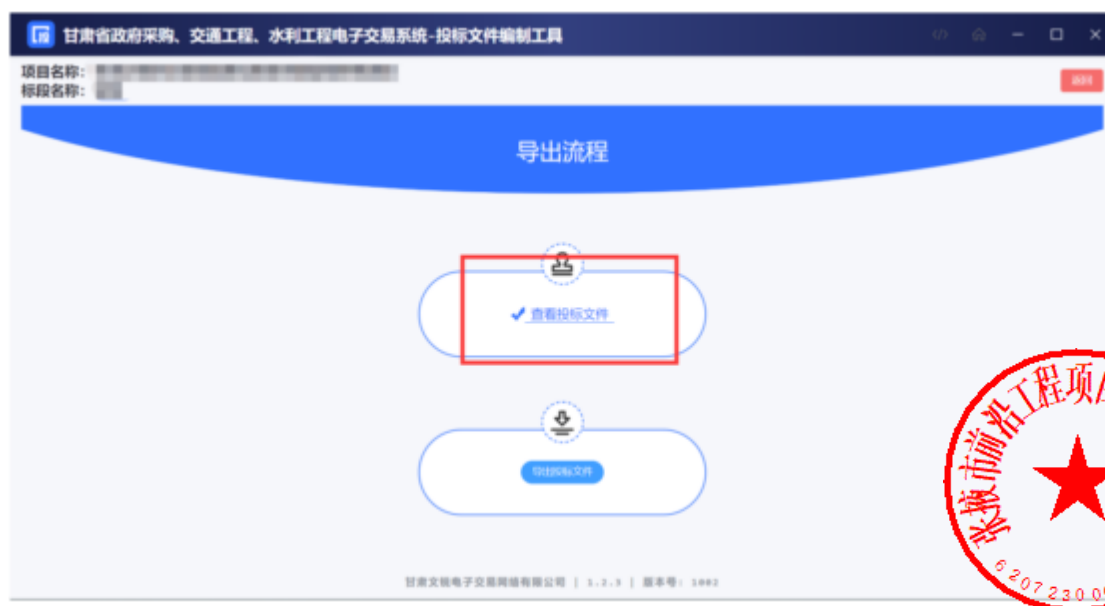 甘肃省政府采购、交通工程、水利工程电子交易系统-投标文件编制工具
项目名称:
标段名称:
返回
导出流程
查看投标文件
导出投标文件
张掖市前沿工程项
62072300
甘肃文锐电子交易网络有限公司 | 1.2.3 | 版本号: 1002